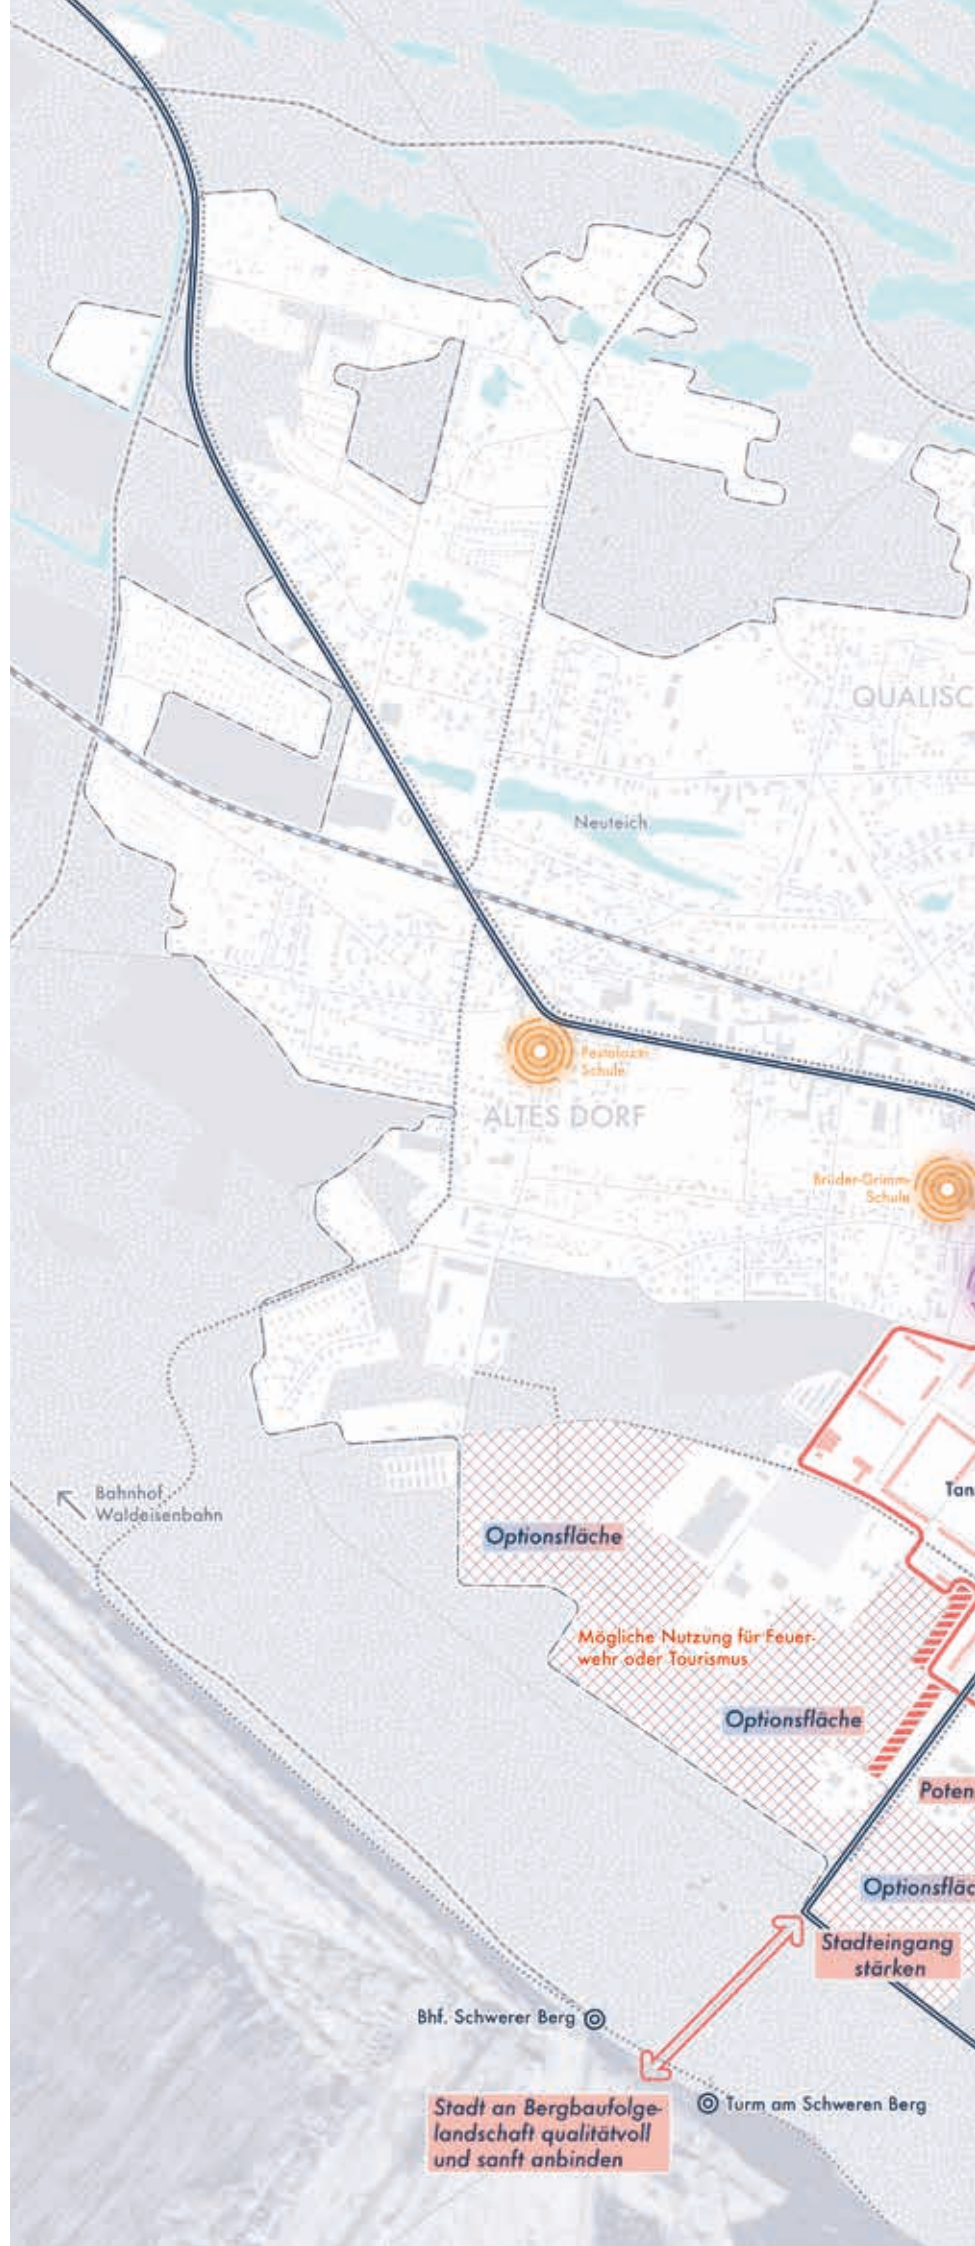 QUALISC
Neuteich
Pestalozzi-
Schule
ALTES DORF
Brüder-Grimm-
Schule
Bahnhof
Waldeisenbahn
Tan
Optionsfläche
Mögliche Nutzung für Feuer-
wehr oder Tourismus
Optionsfläche
Poten
Optionsfläc
Stadteingang
stärken
Bhf. Schwerer Berg
Turm am Schweren Berg
Stadt an Bergbaufolge-
landschaft qualitätvoll
und sanft anbinden